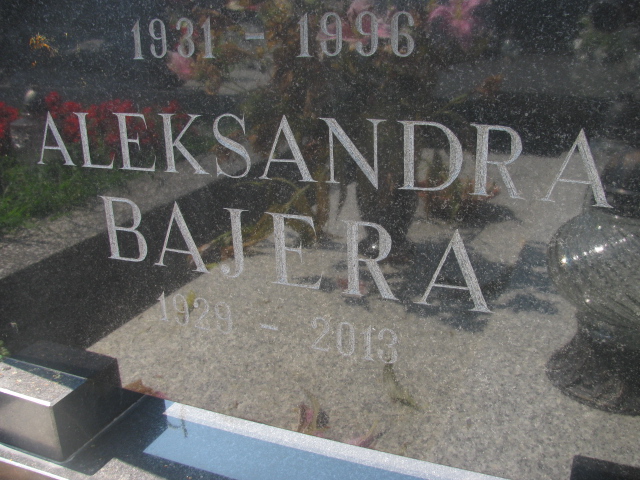 1931 - 1996
ALEKSANDRA
BAJERA
1929 - 2013